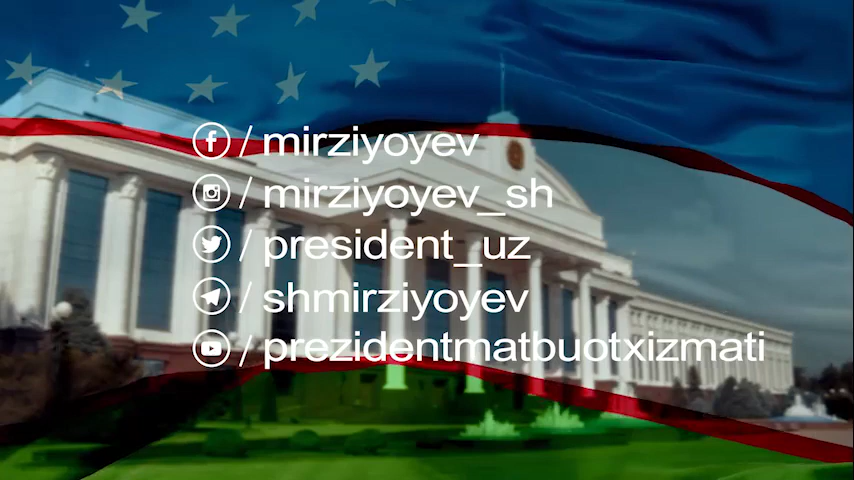 / mirziyoyev
/ mirziyoyev_sh
/ president_uz
/ shmirziyoyev
/ prezidentmatbuotxizmati